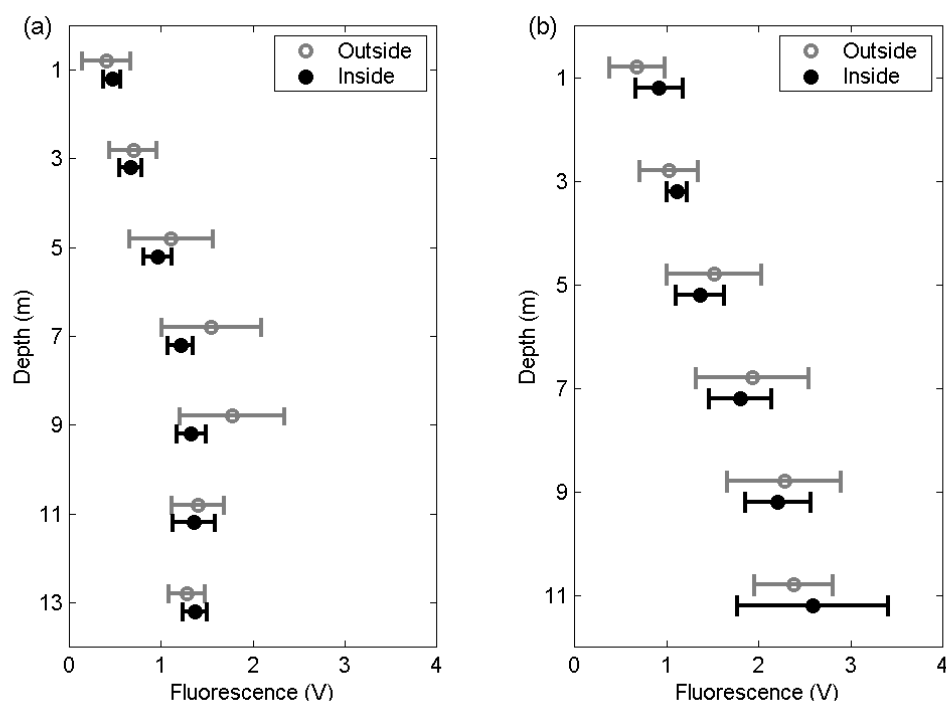 (a)
Outside
Inside
1
3
5
7
9
11
13
Depth (m)
0 1 2 3 4
Fluorescence (V)
(b)
Outside
Inside
1
3
5
7
9
11
Depth (m)
0 1 2 3 4
Fluorescence (V)